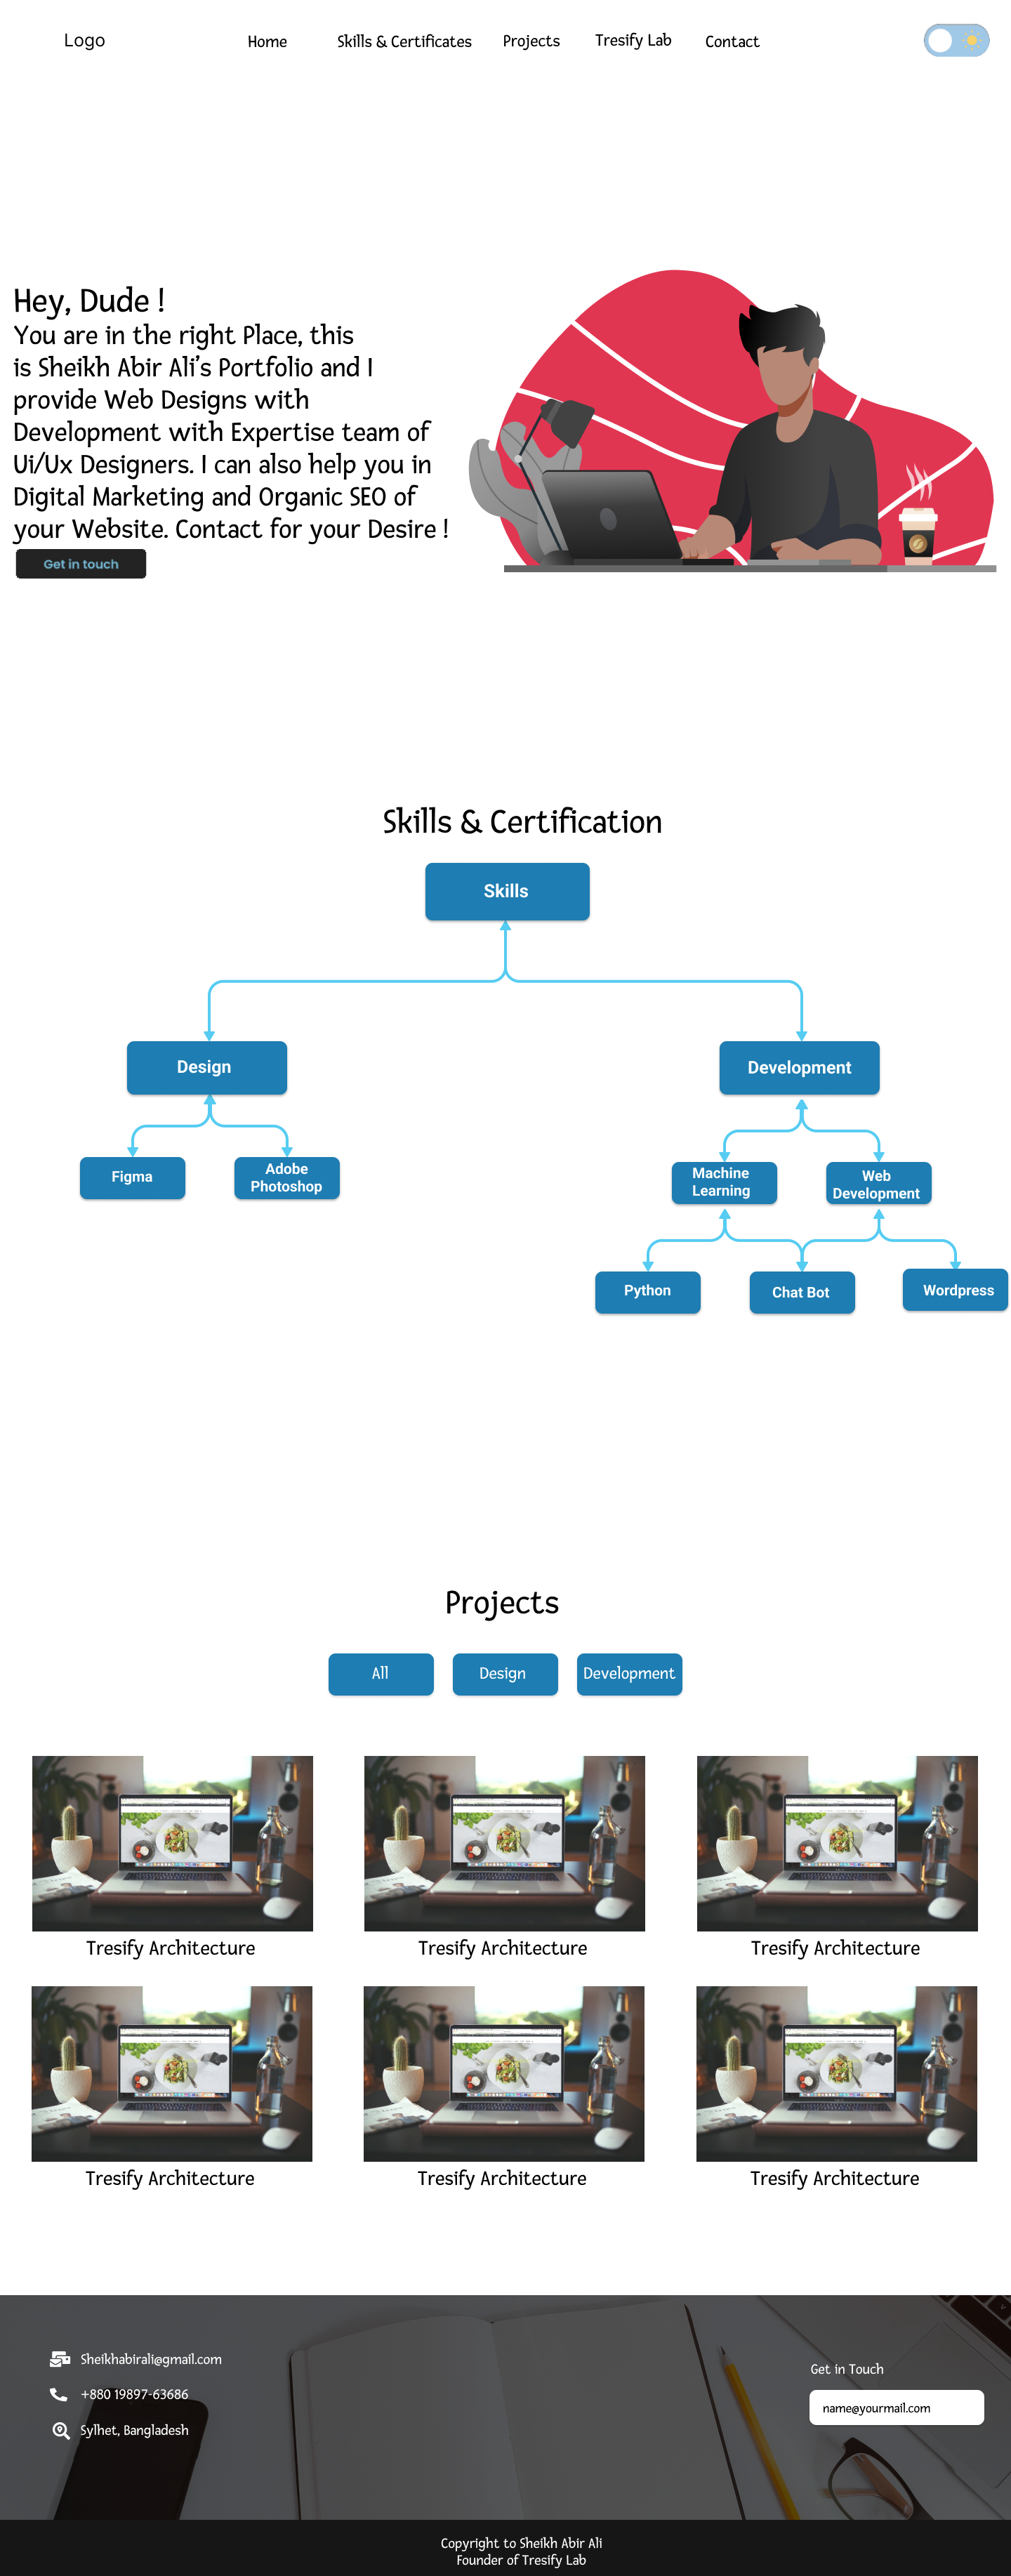 Logo
Home
Skills & Certificates
Projects
Tresify Lab
Contact
Hey, Dude !
You are in the right Place, this
is Sheikh Abir Ali’s Portfolio and I
provide Web Designs with
Development with Expertise team of
Ui/Ux Designers. I can also help you in
Digital Marketing and Organic SEO of
your Website. Contact for your Desire !
Get in touch
Skills & Certification
Skills
Design
Development
Figma
Adobe
Photoshop
Machine
Learning
Web
Development
Python
Chat Bot
Wordpress
Projects
All
Design
Development
Tresify Architecture
Tresify Architecture
Tresify Architecture
Tresify Architecture
Tresify Architecture
Tresify Architecture
Sheikhabirali@gmail.com
+880 19897-63686
Sylhet, Bangladesh
Get in Touch
name@yourmail.com
Copyright to Sheikh Abir Ali
Founder of Tresify Lab